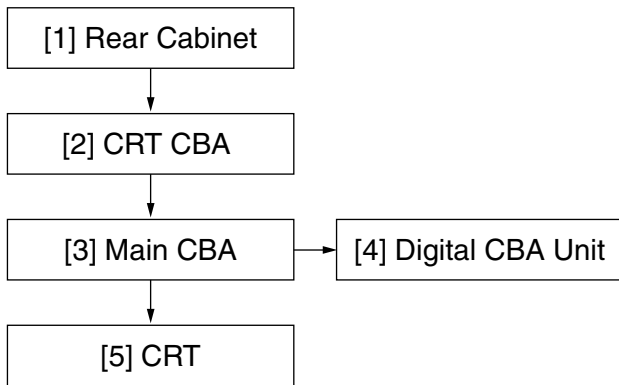 [1] Rear Cabinet
[2] CRT CBA
[3] Main CBA
[4] Digital CBA Unit
[5] CRT